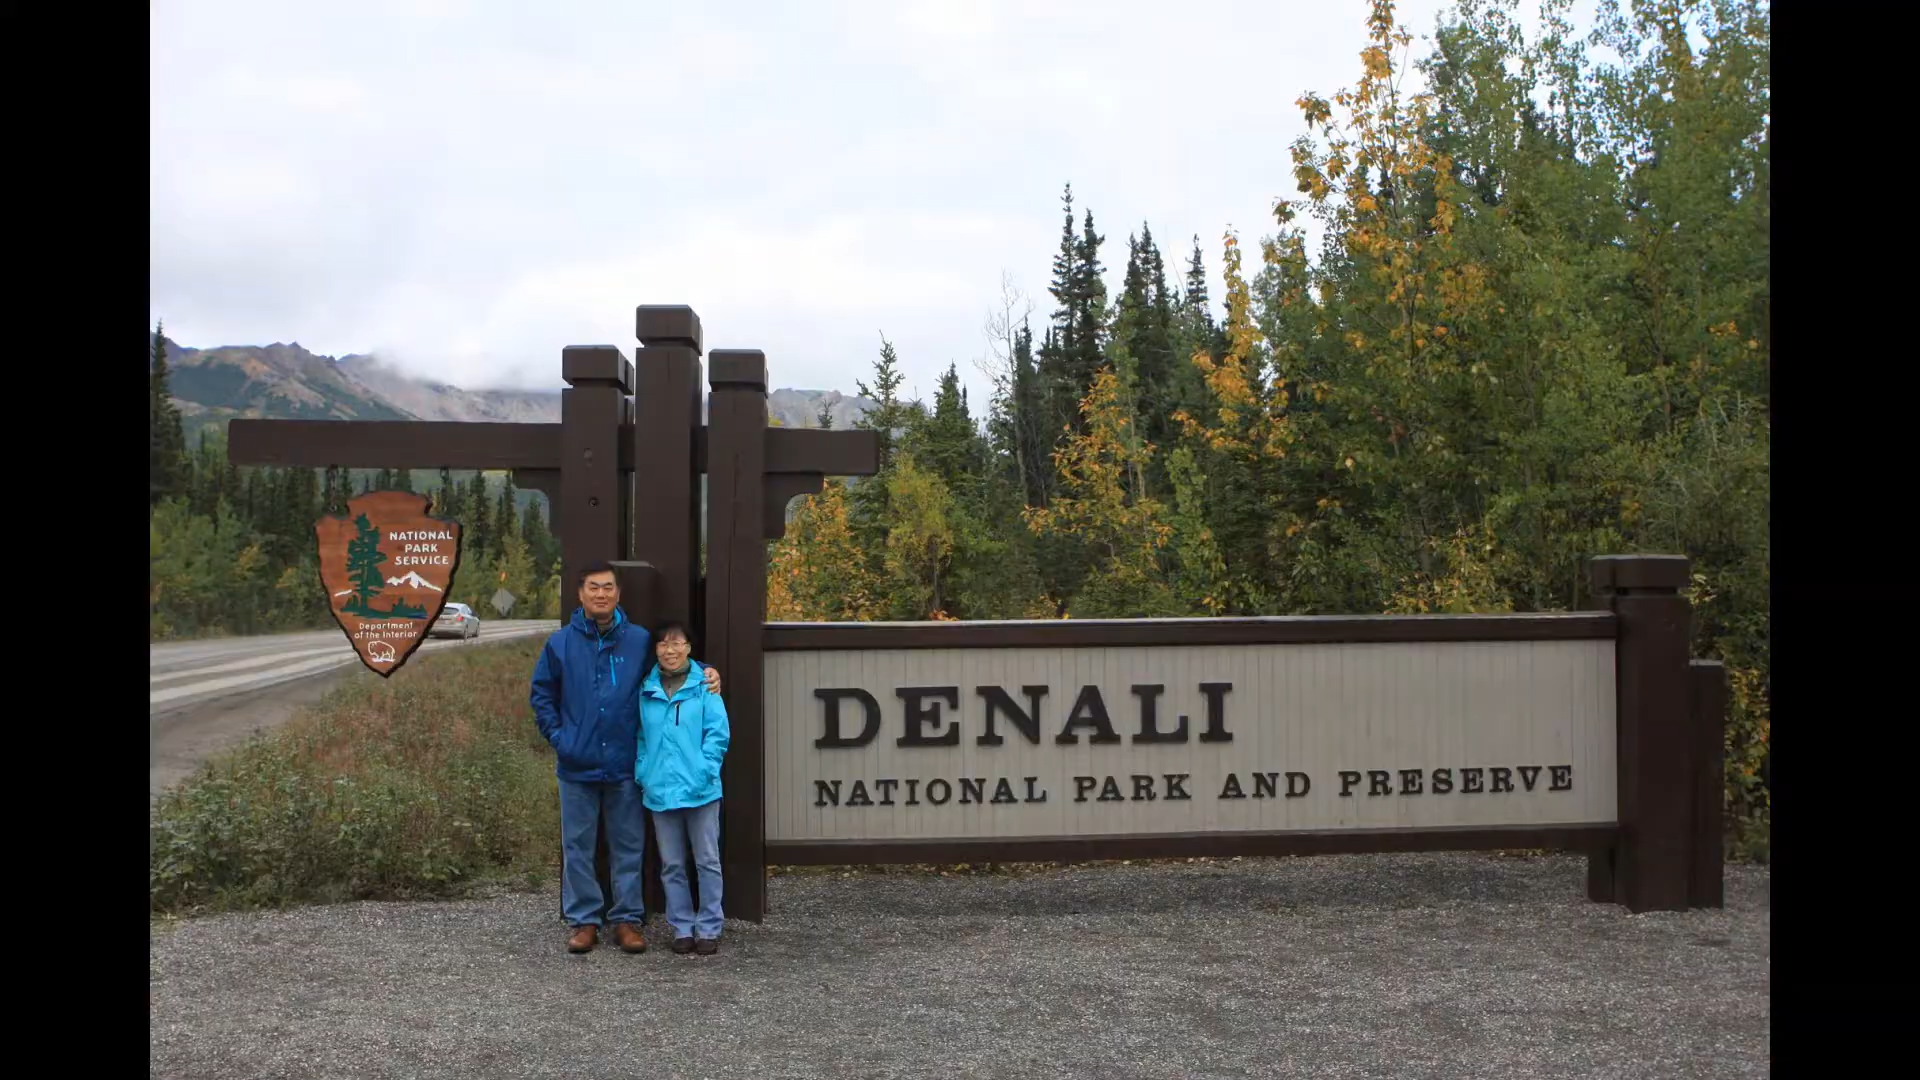 NATIONAL
PARK
SERVICE
Department
of the Interior
DENALI
NATIONAL PARK AND PRESERVE